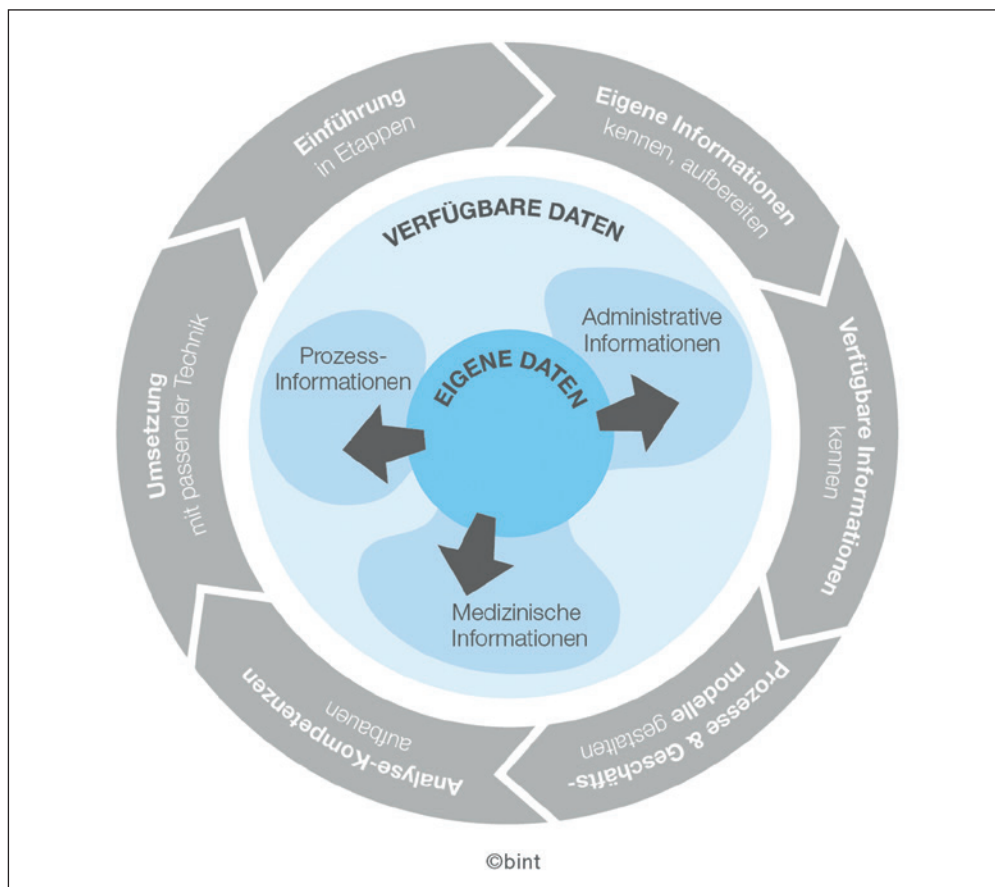 Einführung
in Etappen
Eigene Informationen
kennen, aufbereiten
Verfügbare Informationen
kennen
Prozesse & Geschäfts-
modelle gestalten
Analyse-Kompetenzen
aufbauen
Umsetzung
mit passender Technik
VERFÜGBARE DATEN
Administrative
Informationen
Prozess-
Informationen
EIGENE DATEN
Medizinische
Informationen
©bint